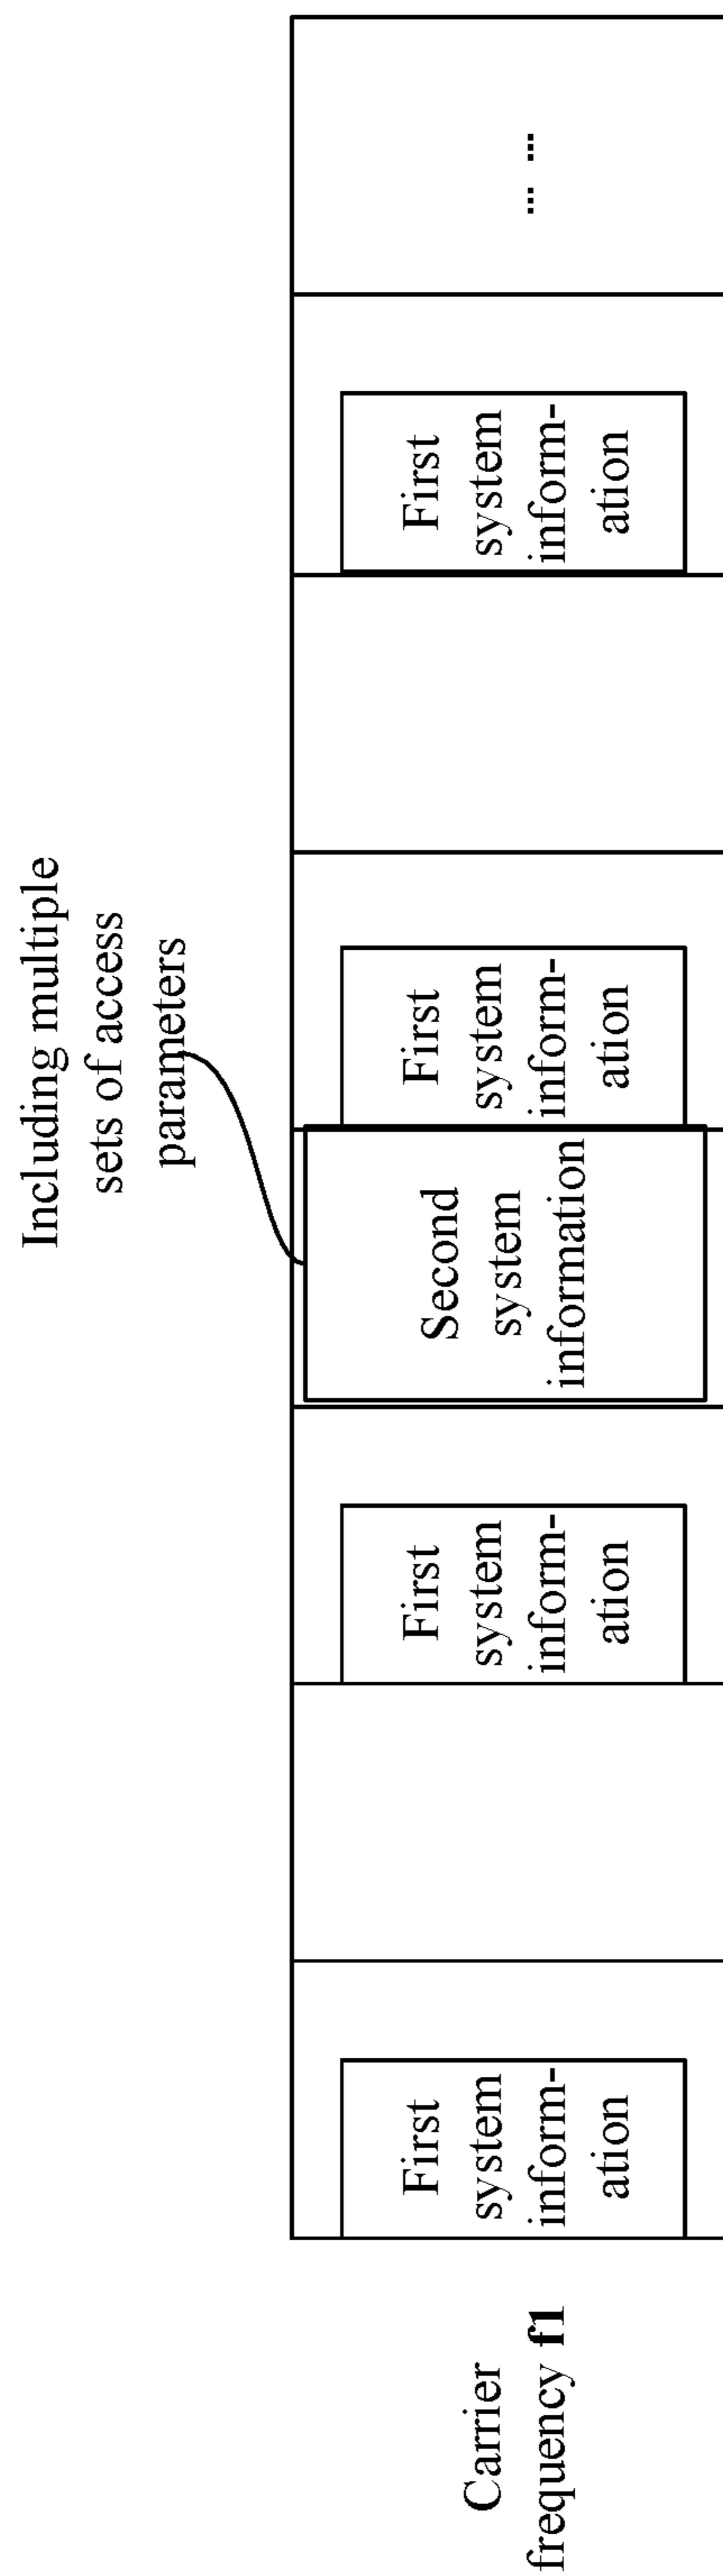 Including multiple
sets of access
parameters
Carrier
frequency f1
First
system
inform-
ation
First
system
inform-
ation
Second
system
information
First
system
inform-
ation
First
system
inform-
ation
... ...